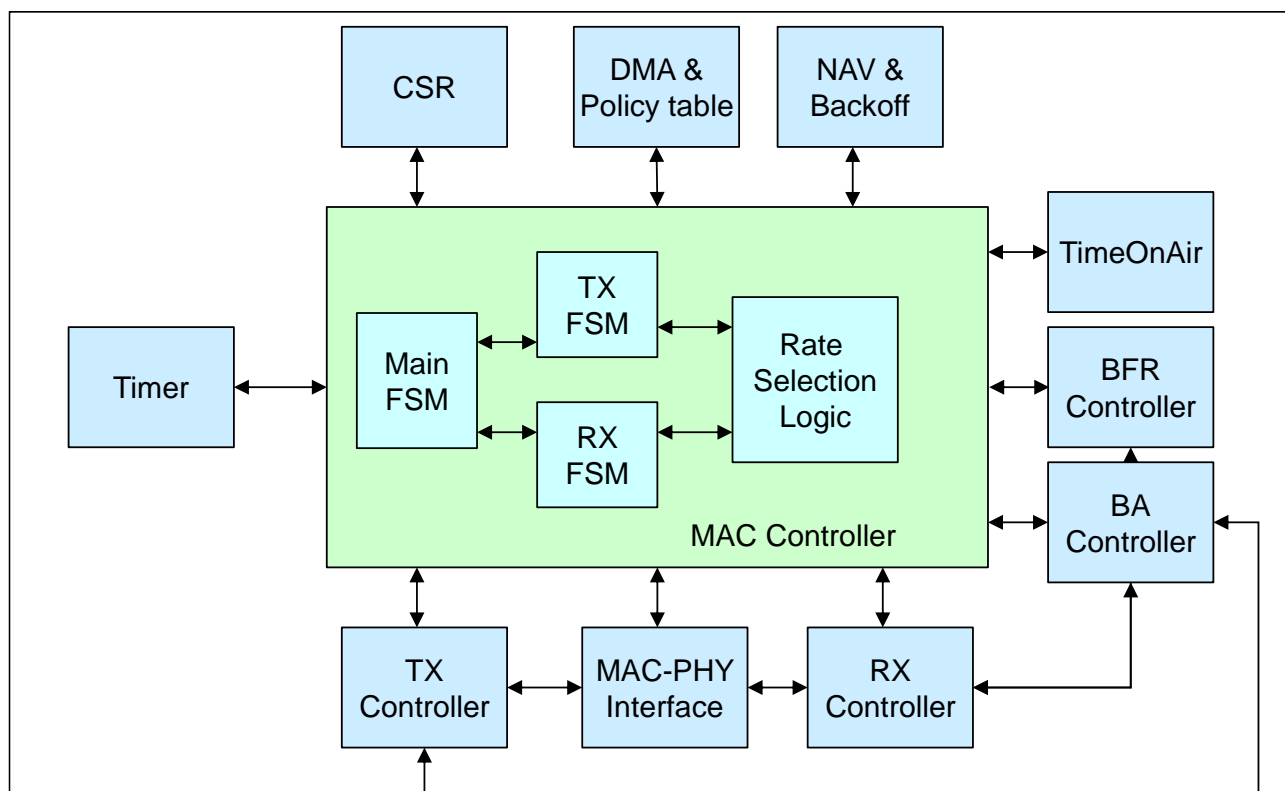 CSR
DMA &
Policy table
NAV &
Backoff
TimeOnAir
TX
FSM
Main
FSM
Rate
Selection
Logic
RX
FSM
Timer
BFR
Controller
MAC Controller
BA
Controller
TX
Controller
MAC-PHY
Interface
RX
Controller